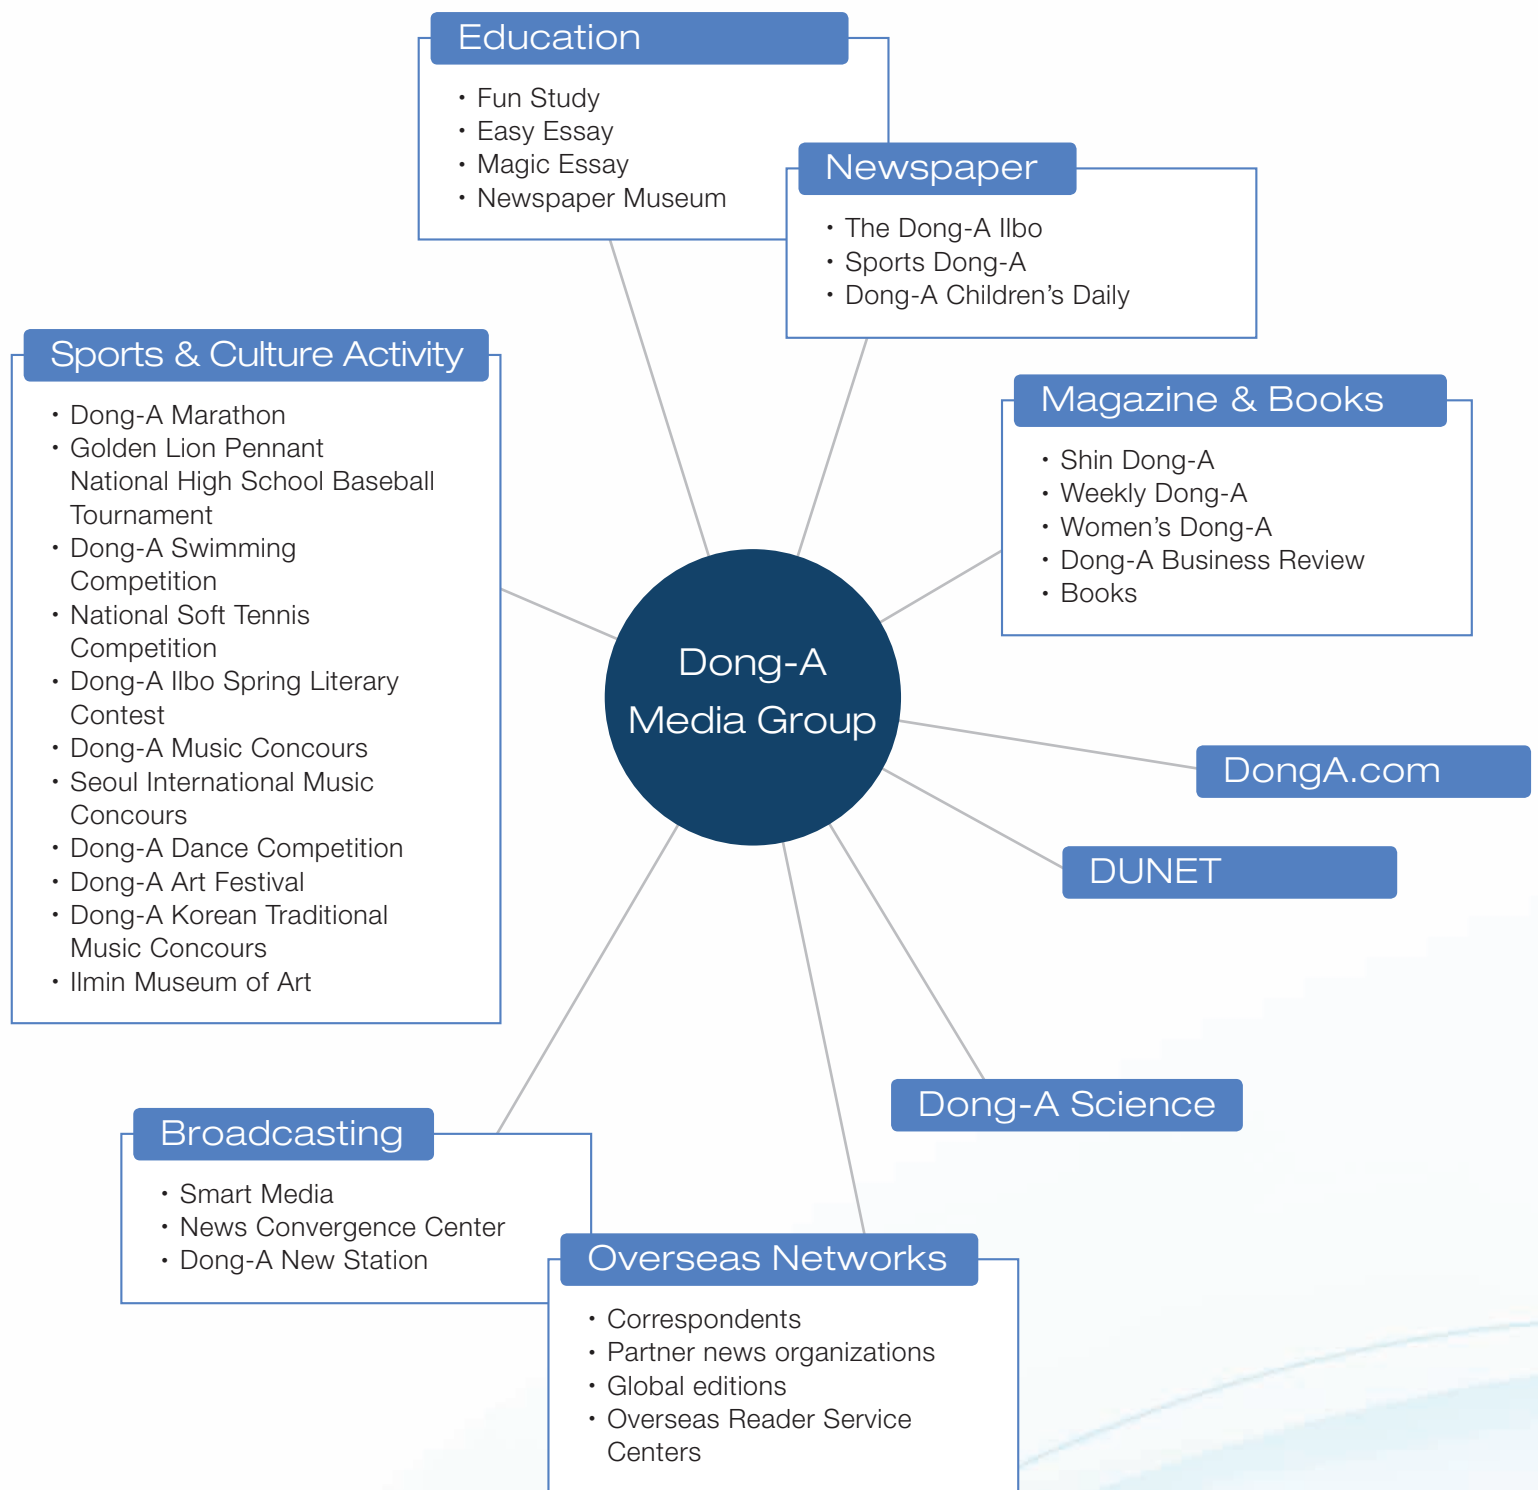 Education
・Fun Study
・Easy Essay
・Magic Essay
・Newspaper Museum
Newspaper
・The Dong-A Ilbo
・Sports Dong-A
・Dong-A Children’s Daily
Sports & Culture Activity
・Dong-A Marathon
・Golden Lion Pennant
National High School Baseball
Tournament
・Dong-A Swimming
Competition
・National Soft Tennis
Competition
・Dong-A Ilbo Spring Literary
Contest
・Dong-A Music Concours
・Seoul International Music
Concours
・Dong-A Dance Competition
・Dong-A Art Festival
・Dong-A Korean Traditional
Music Concours
・Ilmin Museum of Art
Magazine & Books
・Shin Dong-A
・Weekly Dong-A
・Women’s Dong-A
・Dong-A Business Review
・Books
Dong-A
Media Group
DongA.com
DUNET
Dong-A Science
Broadcasting
・Smart Media
・News Convergence Center
・Dong-A New Station
Overseas Networks
・Correspondents
・Partner news organizations
・Global editions
・Overseas Reader Service
Centers